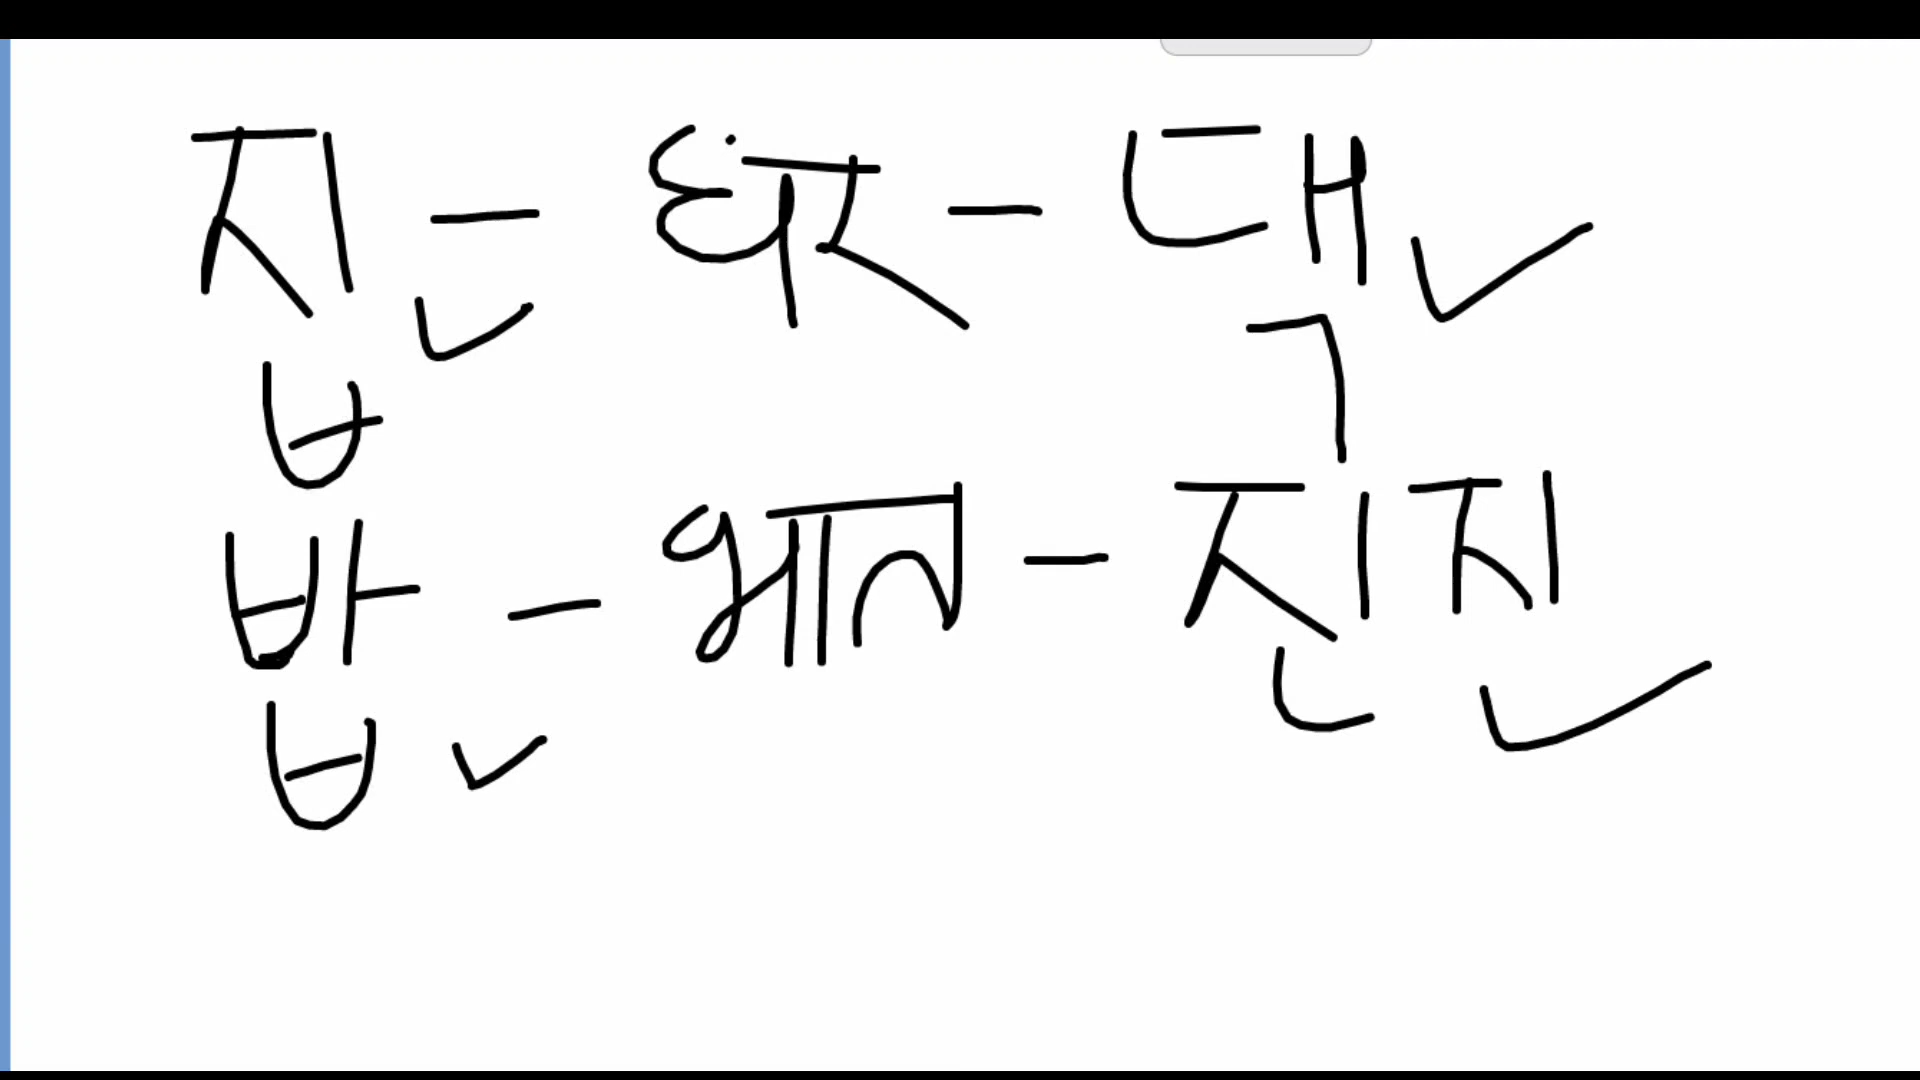 집 - घर - 댁
밥 - भात - 진지